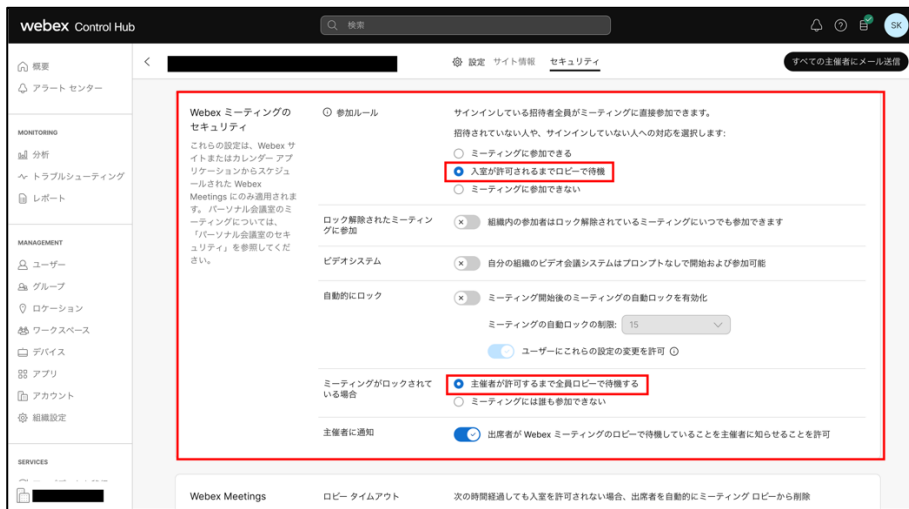 webex Control Hub
検索
SK
概要
アラート センター
MONITORING
分析
トラブルシューティング
レポート
MANAGEMENT
ユーザー
グループ
ロケーション
ワークスペース
デバイス
アプリ
アカウント
組織設定
SERVICES
設定 サイト情報 セキュリティ
すべての主催者にメール送信
Webex ミーティングの
セキュリティ
これらの設定は、Webex サ
イトまたはカレンダー アプ
リケーションからスケジュ
ールされた Webex
Meetings にのみ適用されま
す。 パーソナル会議室のミ
ーティングについては、
「パーソナル会議室のセキ
ュリティ」を参照してくだ
さい。
参加ルール
サインインしている招待者全員がミーティングに直接参加できます。
招待されていない人や、サインインしていない人への対応を選択します:
ミーティングに参加できる
入室が許可されるまでロビーで待機
ミーティングに参加できない
ロック解除されたミーティン
グに参加
組織内の参加者はロック解除されているミーティングにいつでも参加できます
ビデオシステム
自分の組織のビデオ会議システムはプロンプトなしで開始および参加可能
自動的にロック
ミーティング開始後のミーティングの自動ロックを有効化
ミーティングの自動ロックの制限: 15
ユーザーにこれらの設定の変更を許可
ミーティングがロックされて
いる場合
主催者が許可するまで全員ロビーで待機する
ミーティングには誰も参加できない
主催者に通知
出席者が Webex ミーティングのロビーで待機していることを主催者に知らせることを許可
Webex Meetings
ロビー タイムアウト
次の時間経過しても入室を許可されない場合、出席者を自動的にミーティング ロビーから削除